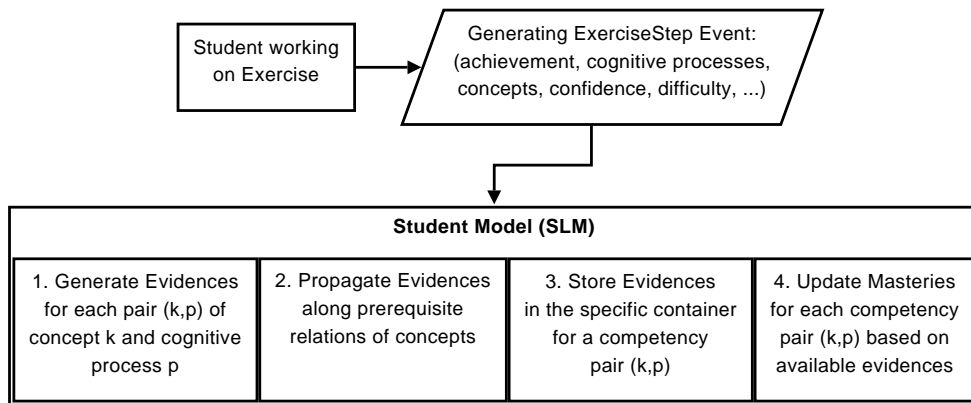 Student working
on Exercise
Generating ExerciseStep Event:
(achievement, cognitive processes,
concepts, confidence, difficulty, ...)
Student Model (SLM)
1. Generate Evidences
for each pair (k,p) of
concept k and cognitive
process p
2. Propagate Evidences
along prerequisite
relations of concepts
3. Store Evidences
in the specific container
for a competency
pair (k,p)
4. Update Masteries
for each competency
pair (k,p) based on
available evidences